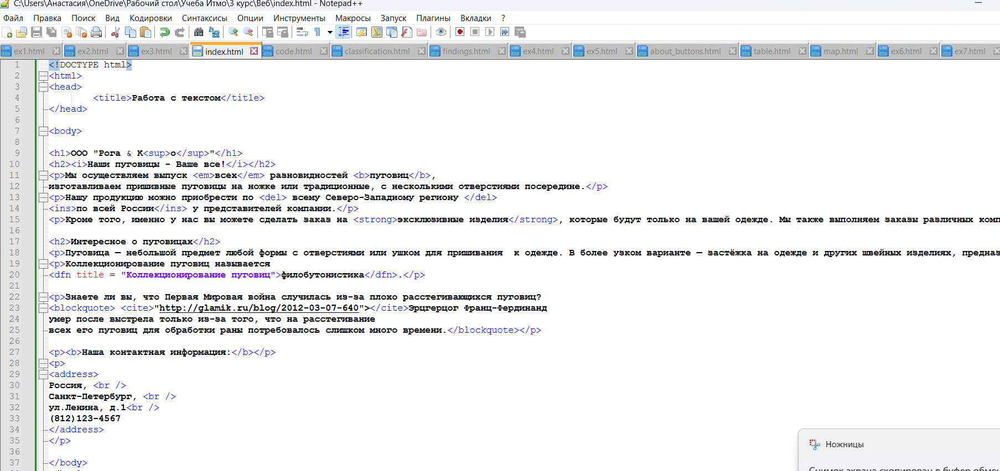 C:\Users\Анастасия\OneDrive\Рабочий стол\Учеба Итмо\3 курс\Веб\index.html - Notepad++
Файл Правка Поиск Вид Кодировки Синтаксисы Опции Инструменты Макросы Запуск Плагины Вкладки ?
ex1.html ex2.html ex3.html index.html code.html classification.html findings.html ex4.html ex5.html about_buttons.html table.html map.html ex6.html ex7.html
1 <!DOCTYPE html>
2 <html>
3 <head>
4 <title>Работа с текстом</title>
5 </head>
6
7 <body>
8
9 <h1>ООО "Рога & К<sup>о</sup>"</h1>
10 <h2><i>Наши пуговицы - Ваше все!</i></h2>
11 <p>Мы осуществляем выпуск <em>всех</em> разновидностей <b>пуговиц</b>,
12 изготавливаем пришивные пуговицы на ножке или традиционные, с несколькими отверстиями посередине.</p>
13 <p>Нашу продукцию можно приобрести по <del> всему Северо-Западному региону </del>
14 <ins>по всей России</ins> у представителей компании.</p>
15 <p>Кроме того, именно у нас вы можете сделать заказ на <strong>эксклюзивные изделия</strong>, которые будут только на вашей одежде. Мы также выполняем заказы различных комп
16
17 <h2>Интересное о пуговицах</h2>
18 <p>Пуговица — небольшой предмет любой формы с отверстиями или ушком для пришивания  к одежде. В более узком варианте — застёжка на одежде и других швейных изделиях, предназ
19 <p>Коллекционирование пуговиц называется
20 <dfn title = "Коллекционирование пуговиц">филобутонистика</dfn>.</p>
21
22 <p>Знаете ли вы, что Первая Мировая война случилась из-за плохо расстегивающихся пуговиц?
23 <blockquote> <cite>"http://glamik.ru/blog/2012-03-07-640"></cite>Эрцгерцог Франц-Фердинанд
24 умер после выстрела только из-за того, что на расстегивание
25 всех его пуговиц для обработки раны потребовалось слишком много времени.</blockquote></p>
26
27 <p><b>Наша контактная информация:</b></p>
28 <p>
29 <address>
30 Россия, <br />
31 Санкт-Петербург, <br />
32 ул.Ленина, д.1<br />
33 (812)123-4567
34 </address>
35 </p>
36
37 </body>
Ножницы